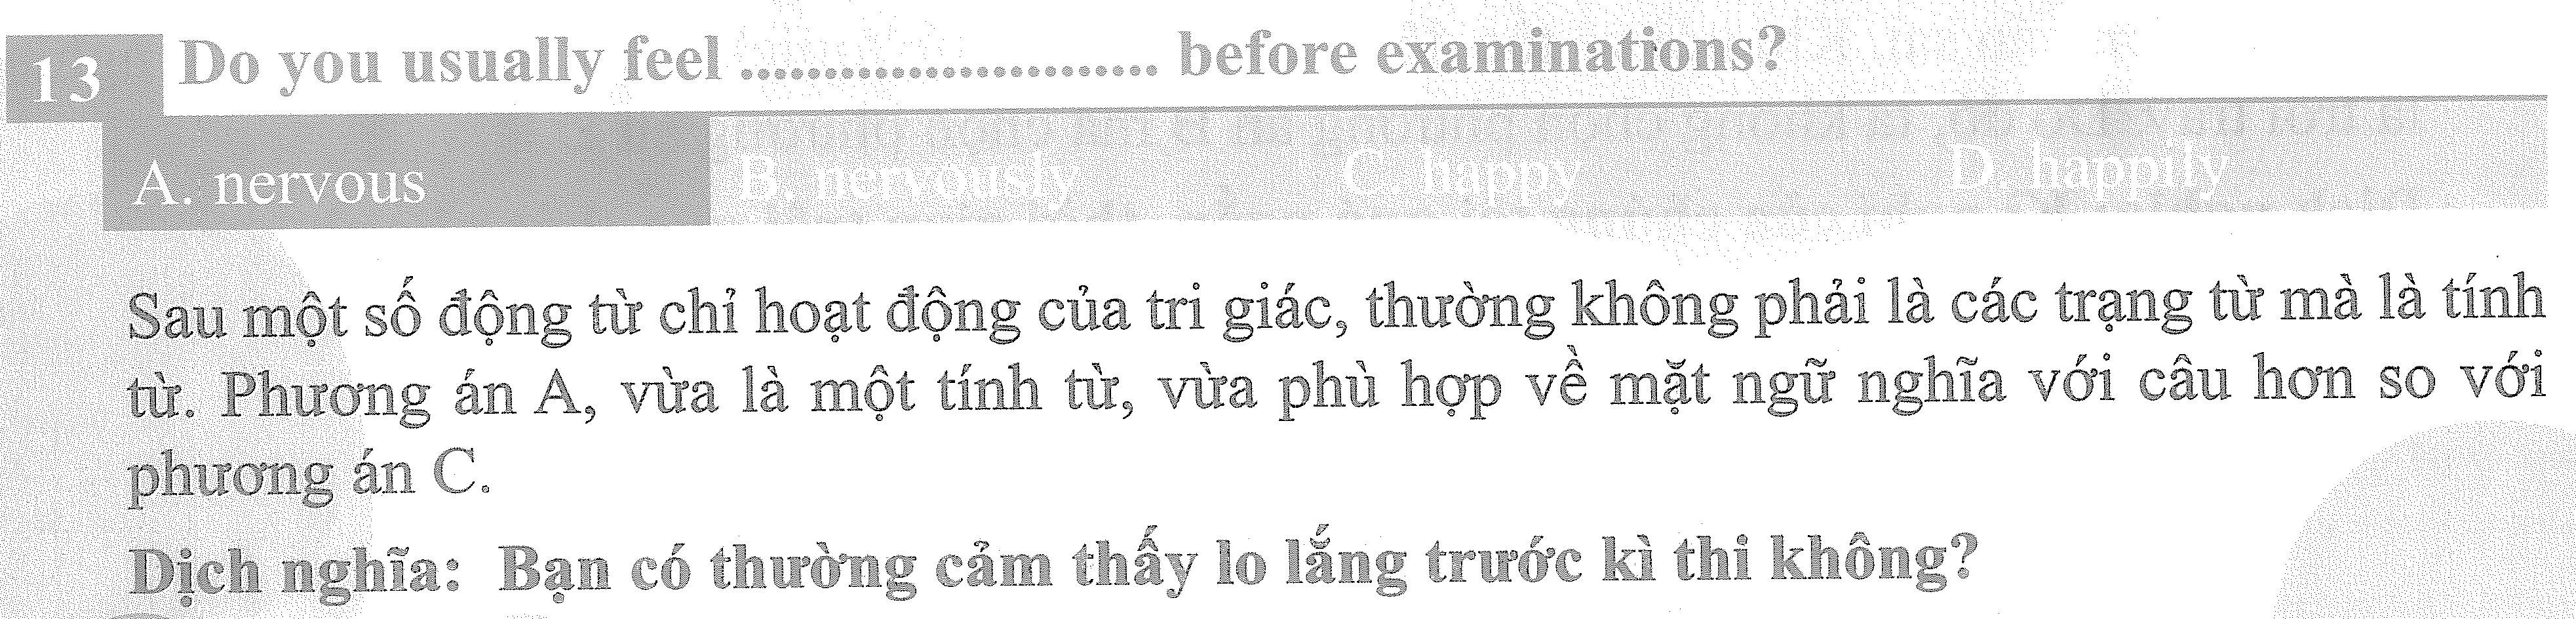 13 Do you usually feel ........................ before examinations?
A. nervous B. nervously C. happy D. happily
Sau một số động từ chỉ hoạt động của tri giác, thường không phải là các trạng từ mà là tính
từ. Phương án A, vừa là một tính từ, vừa phù hợp về mặt ngữ nghĩa với câu hơn so với
phương án C.
Dịch nghĩa: Bạn có thường cảm thấy lo lắng trước kì thi không?